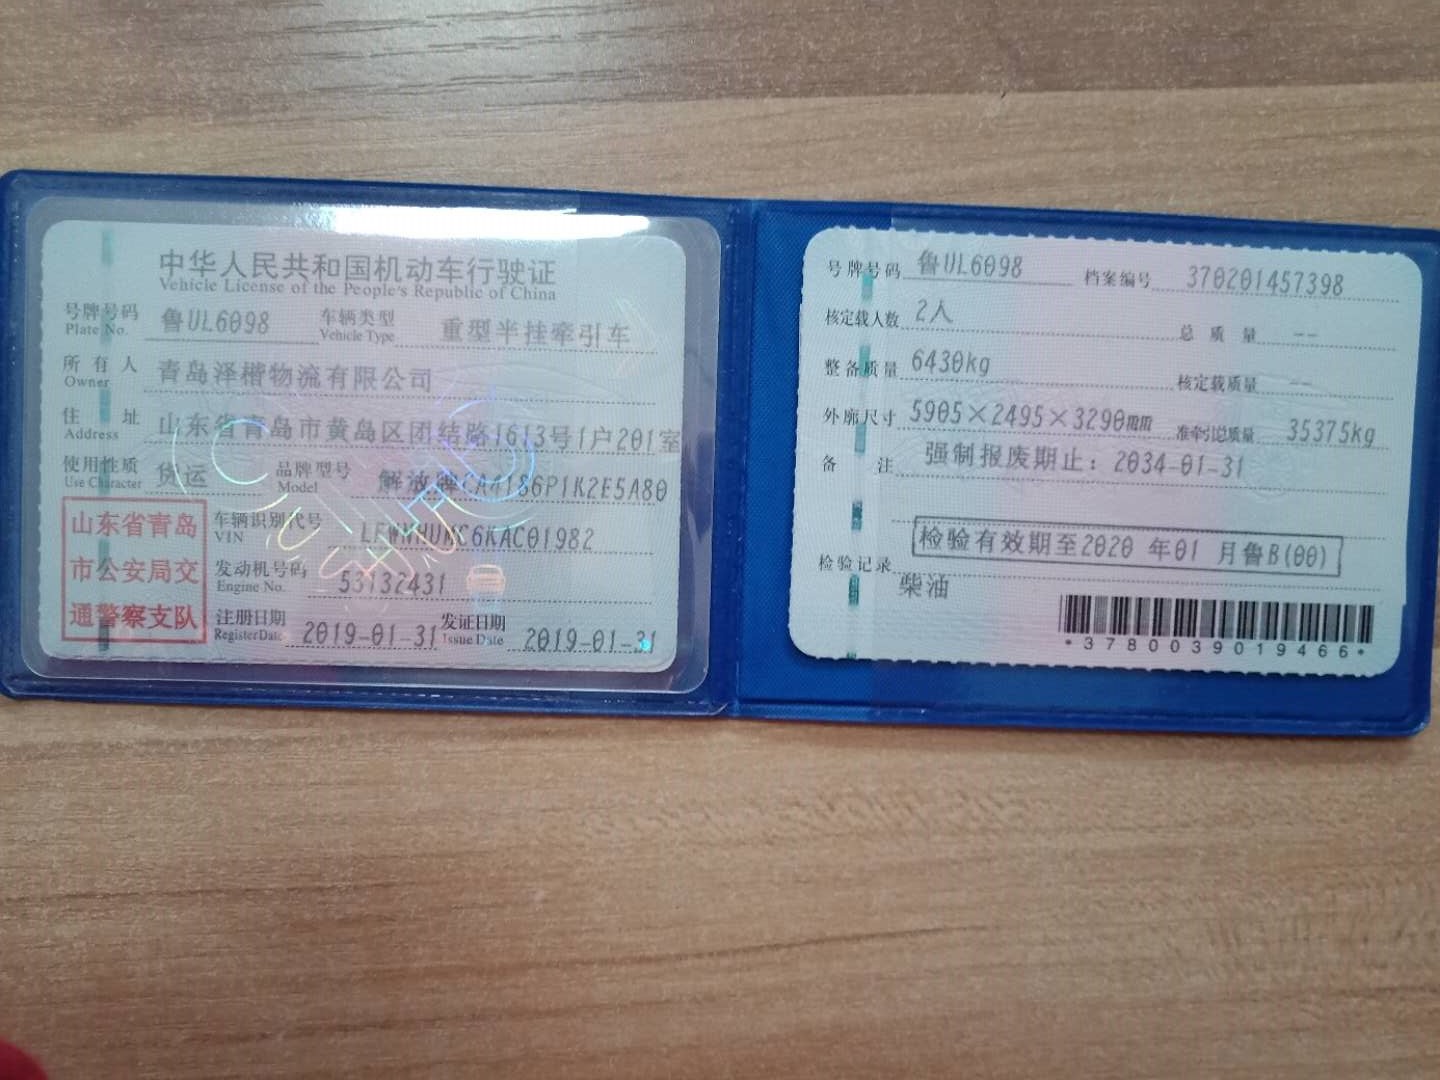 中华人民共和国机动车行驶证
Vehicle License of the People's Republic of China
号牌号码 鲁UL6098 车辆类型 重型半挂牵引车
Plate No. Vehicle Type
所有人 青岛泽楷物流有限公司
Owner
住址 山东省青岛市黄岛区团结路1613号1户201室
Address
使用性质 货运 品牌型号 解放牌CA4186P1K2E5A80
Use Character Model
山东省青岛
市公安局交
通警察支队
车辆识别代号
VIN
发动机号码 53132431
Engine No.
注册日期 2019-01-31 发证日期 2019-01-31
Register Date Issue Date
号牌号码 鲁UL6098 档案编号 370201457398
核定载人数 2人 总质量 --
整备质量 6430kg 核定载质量 --
外廓尺寸 5905×2495×3290mm 准牵引总质量 35375kg
备注 强制报废期止：2034-01-31
检验有效期至2020 年01 月鲁B(00)
检验记录
柴油
*3780039019466*